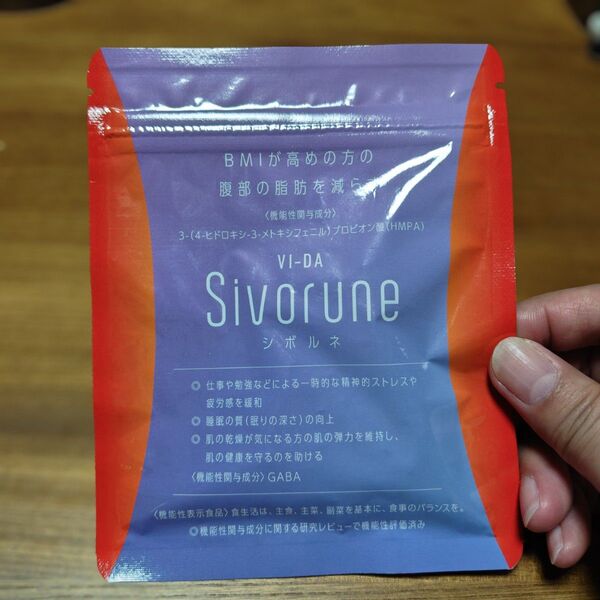 BMIが高めの方の
腹部の脂肪を減らす
〈機能性関与成分〉
3-(4-ヒドロキシ-3-メトキシフェニル)プロピオン酸(HMPA)
VI-DA
Sivorune
シボルネ
◎ 仕事や勉強などによる一時的な精神的ストレスや
疲労感を緩和
◎ 睡眠の質(眠りの深さ)の向上
◎ 肌の乾燥が気になる方の肌の弾力を維持し、
肌の健康を守るのを助ける
〈機能性関与成分〉GABA
〈機能性表示食品〉食生活は、主食、主菜、副菜を基本に、食事のバランスを。
◎機能性関与成分に関する研究レビューで機能性評価済み